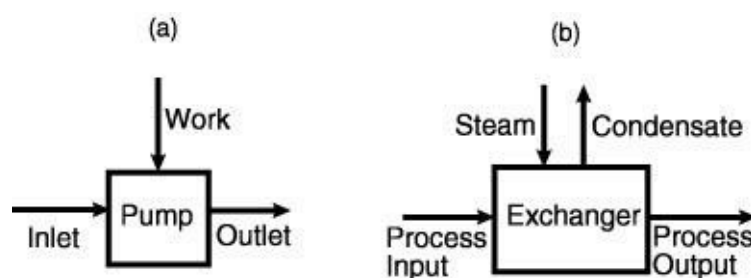 (a)
Work
Inlet
Pump
Outlet
(b)
Steam
Condensate
Exchanger
Process
Input
Process
Output